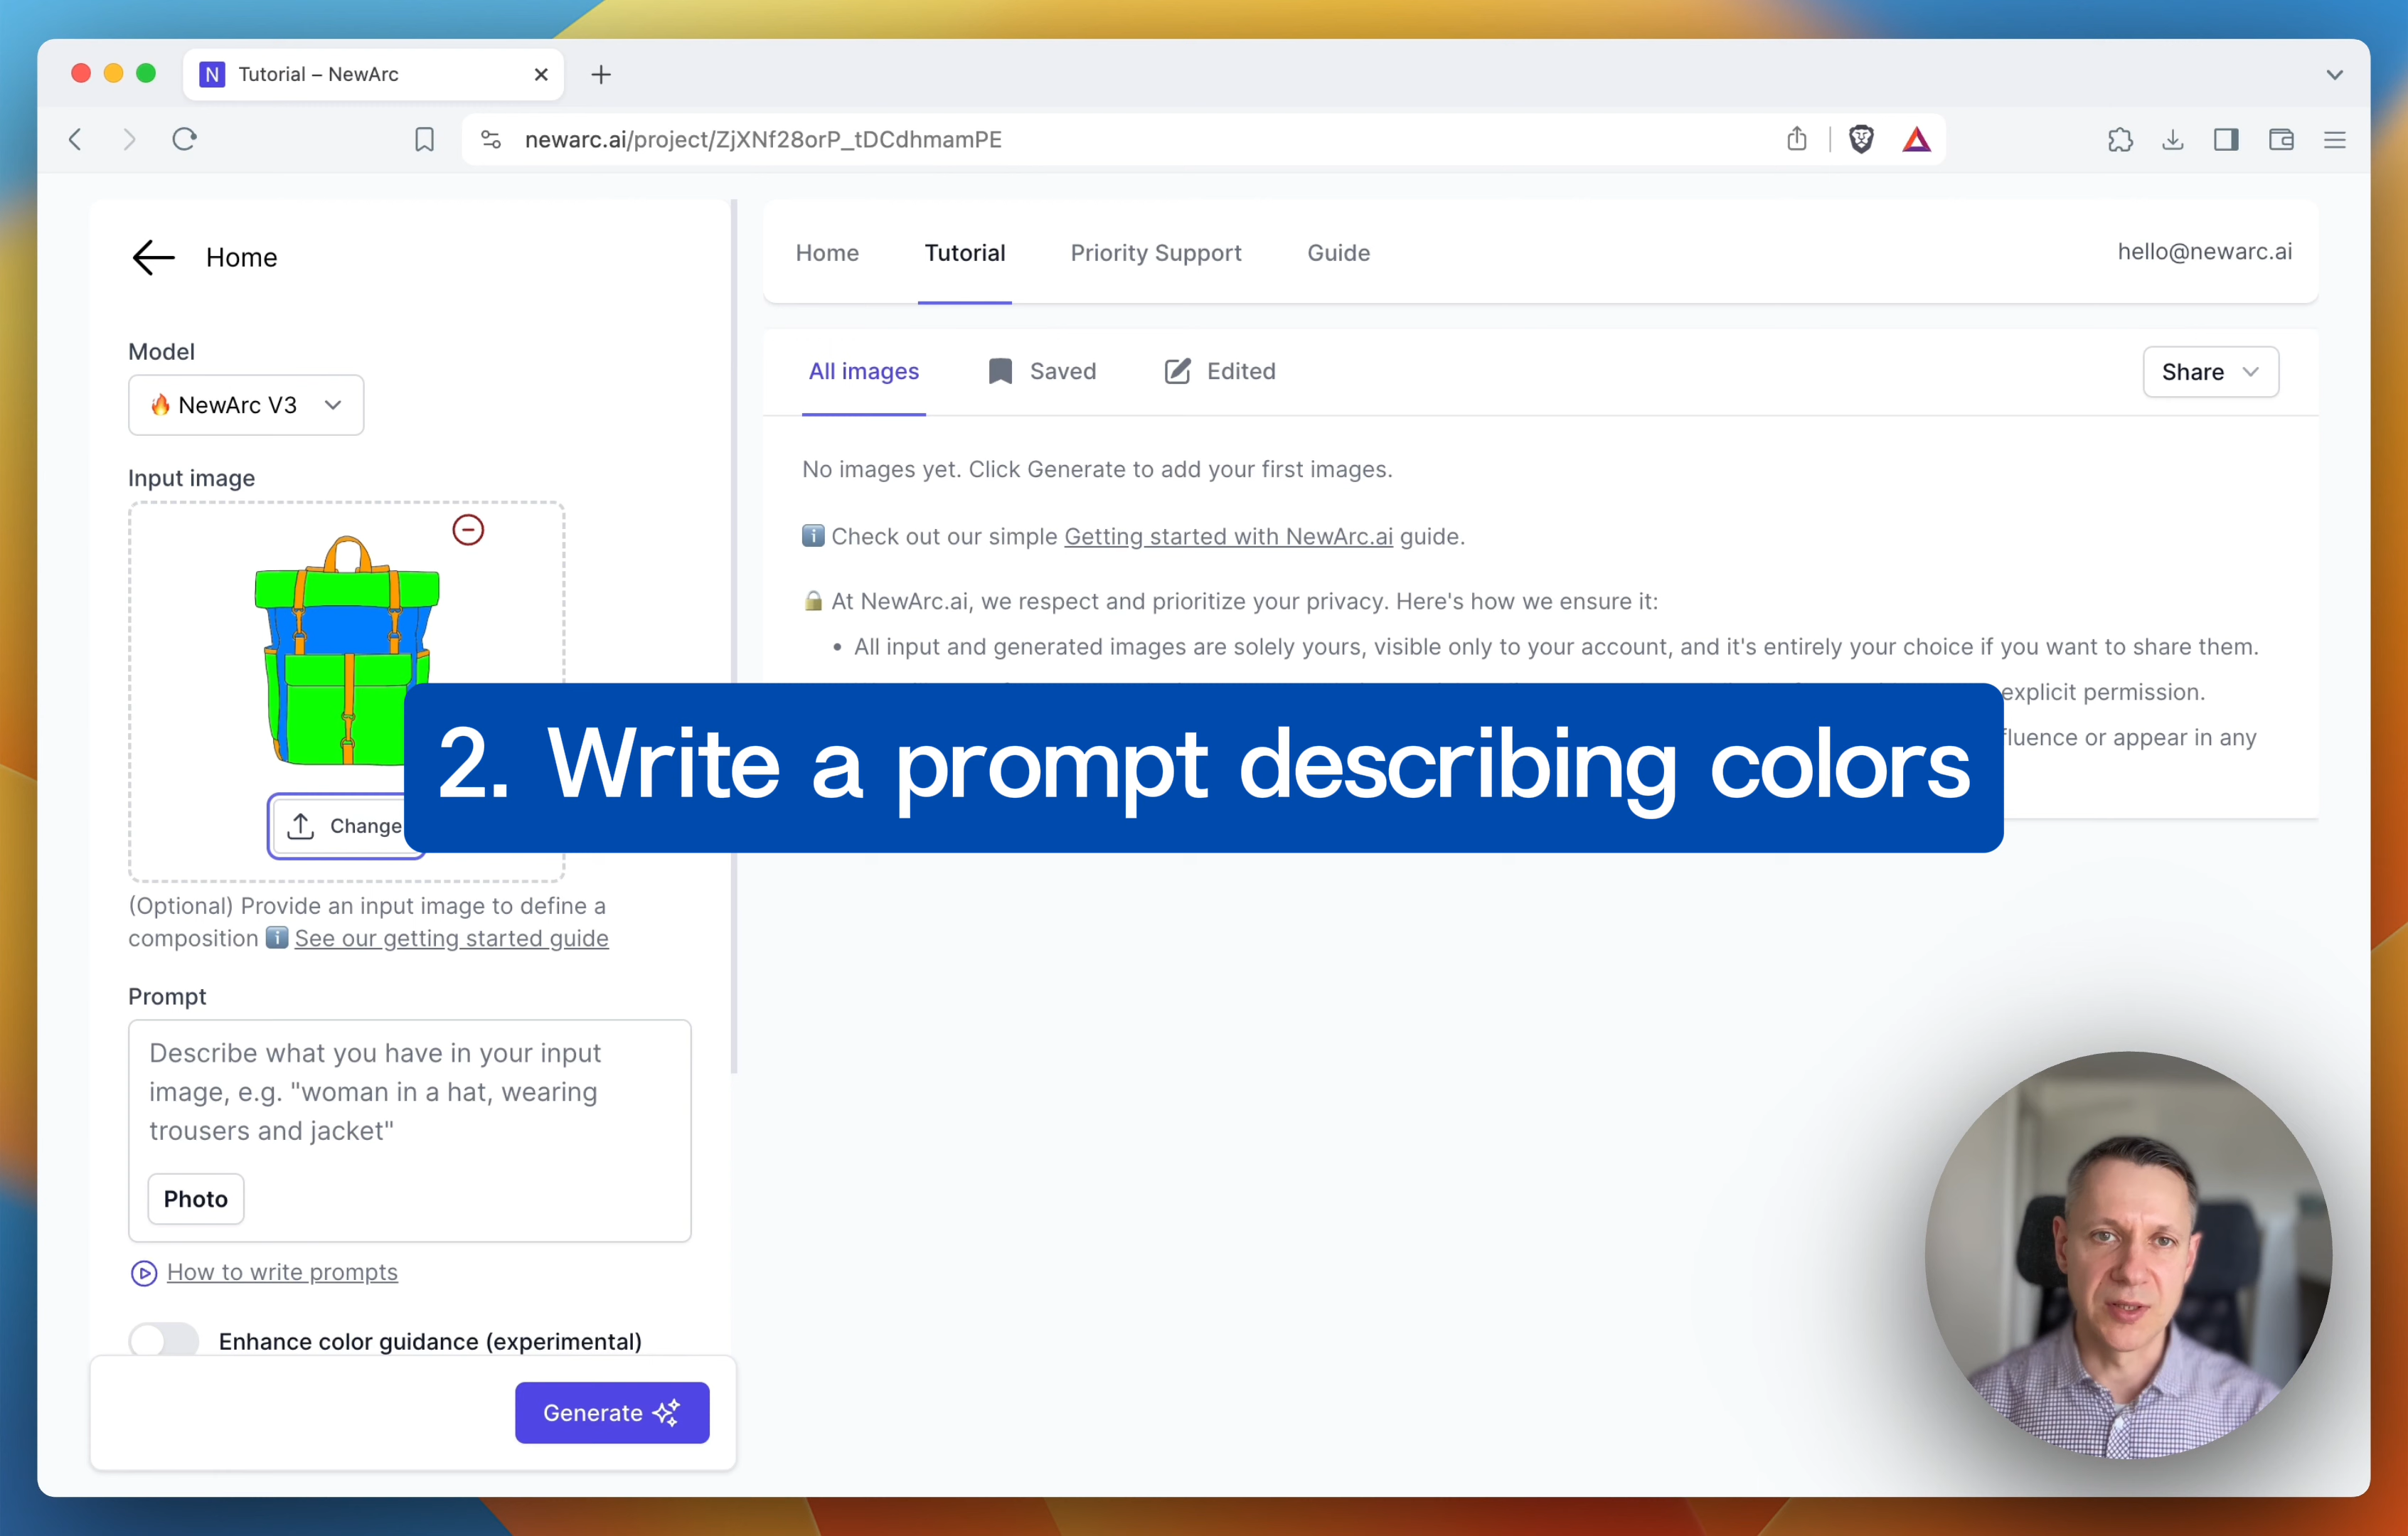 N Tutorial – NewArc
newarc.ai/project/ZjXNf28orP_tDCdhmamPE
Home
Home Tutorial Priority Support Guide
hello@newarc.ai
Model
NewArc V3
Input image
Change
(Optional) Provide an input image to define a
composition See our getting started guide
Prompt
Describe what you have in your input
image, e.g. "woman in a hat, wearing
trousers and jacket"
Photo
How to write prompts
Enhance color guidance (experimental)
Generate
All images Saved Edited
Share
No images yet. Click Generate to add your first images.
Check out our simple Getting started with NewArc.ai guide.
At NewArc.ai, we respect and prioritize your privacy. Here's how we ensure it:
• All input and generated images are solely yours, visible only to your account, and it's entirely your choice if you want to share them.
explicit permission.
or appear in any
2. Write a prompt describing colors